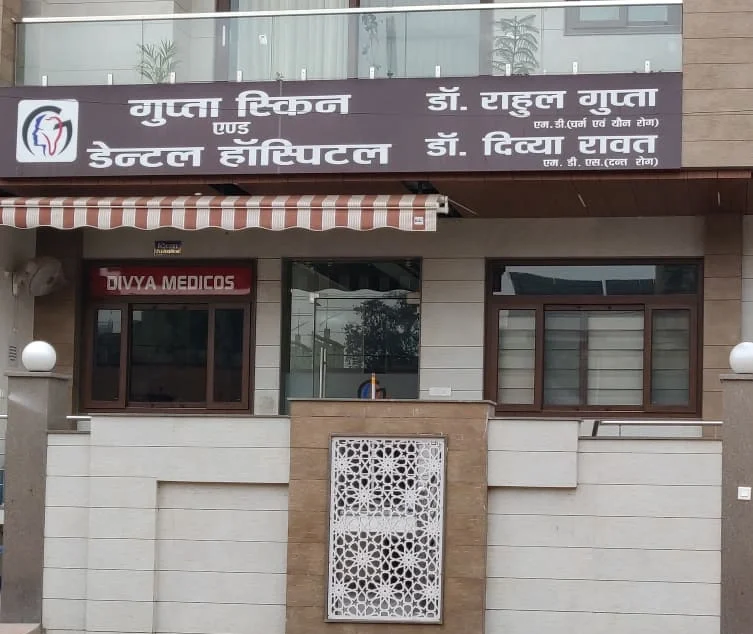 गुप्ता स्किन
एण्ड
डेन्टल हॉस्पिटल
डॉ. राहुल गुप्ता
एम.डी.(चर्म एवं यौन रोग)
डॉ. दिव्या रावत
एम. डी. एस.(दन्त रोग)
DIVYA MEDICOS